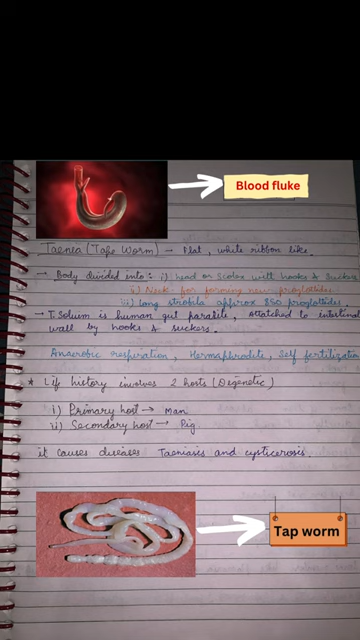 Blood fluke
Taenea (Tape Worm) → Flat, white ribbon like.
→ Body divided into:- i) head or Scolex with hooks & suckers
ii) Neck for forming new proglottides.
iii) long strobila approx 850 proglottides.
→ T. Solium is human gut parasite, attatched to intestinal
wall by hooks & suckers.
Anaerobic respiration, Hermaphrodite, Self fertilization
* Life history involves 2 hosts (Digenetic)
i) Primary host → Man
ii) Secondary host → Pig.
it causes diseases Taeniasis and cysticerosis.
Tap worm